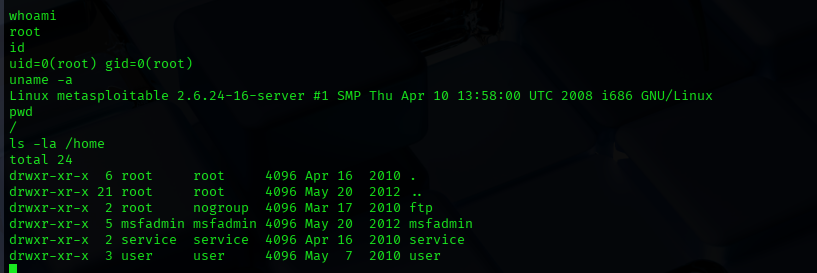 whoami
root
id
uid=0(root) gid=0(root)
uname -a
Linux metasploitable 2.6.24-16-server #1 SMP Thu Apr 10 13:58:00 UTC 2008 i686 GNU/Linux
pwd
/
ls -la /home
total 24
drwxr-xr-x  6 root     root     4096 Apr 16  2010 .
drwxr-xr-x 21 root     root     4096 May 20  2012 ..
drwxr-xr-x  2 root     nogroup  4096 Mar 17  2010 ftp
drwxr-xr-x  5 msfadmin msfadmin 4096 May 20  2012 msfadmin
drwxr-xr-x  2 service  service  4096 Apr 16  2010 service
drwxr-xr-x  3 user     user     4096 May  7  2010 user